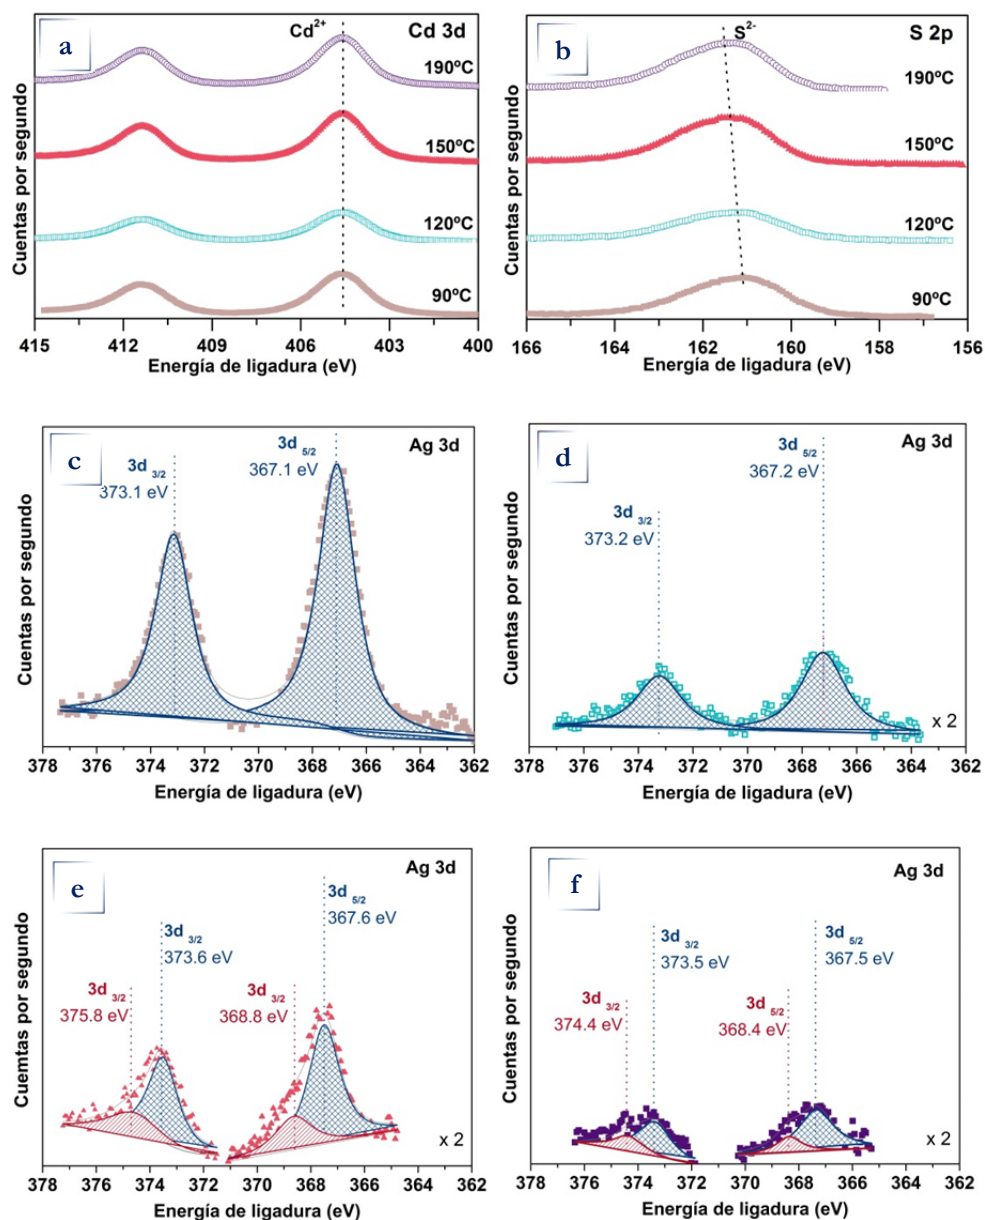 a
Cd²⁺
Cd 3d
190ºC
150ºC
120ºC
90ºC
Cuentas por segundo
415 412 409 406 403 400
Energía de ligadura (eV)
b
S²⁻
S 2p
190ºC
150ºC
120ºC
90ºC
Cuentas por segundo
166 164 162 160 158 156
Energía de ligadura (eV)
c
Ag 3d
3d 5/2
367.1 eV
3d 3/2
373.1 eV
Cuentas por segundo
378 376 374 372 370 368 366 364 362
Energía de ligadura (eV)
d
Ag 3d
3d 5/2
367.2 eV
3d 3/2
373.2 eV
x 2
Cuentas por segundo
378 376 374 372 370 368 366 364 362
Energía de ligadura (eV)
e
Ag 3d
3d 5/2
367.6 eV
3d 3/2
373.6 eV
3d 3/2
375.8 eV
3d 3/2
368.8 eV
x 2
Cuentas por segundo
378 376 374 372 370 368 366 364 362
Energía de ligadura (eV)
f
Ag 3d
3d 3/2
373.5 eV
3d 5/2
367.5 eV
3d 3/2
374.4 eV
3d 5/2
368.4 eV
x 2
Cuentas por segundo
378 376 374 372 370 368 366 364 362
Energía de ligadura (eV)